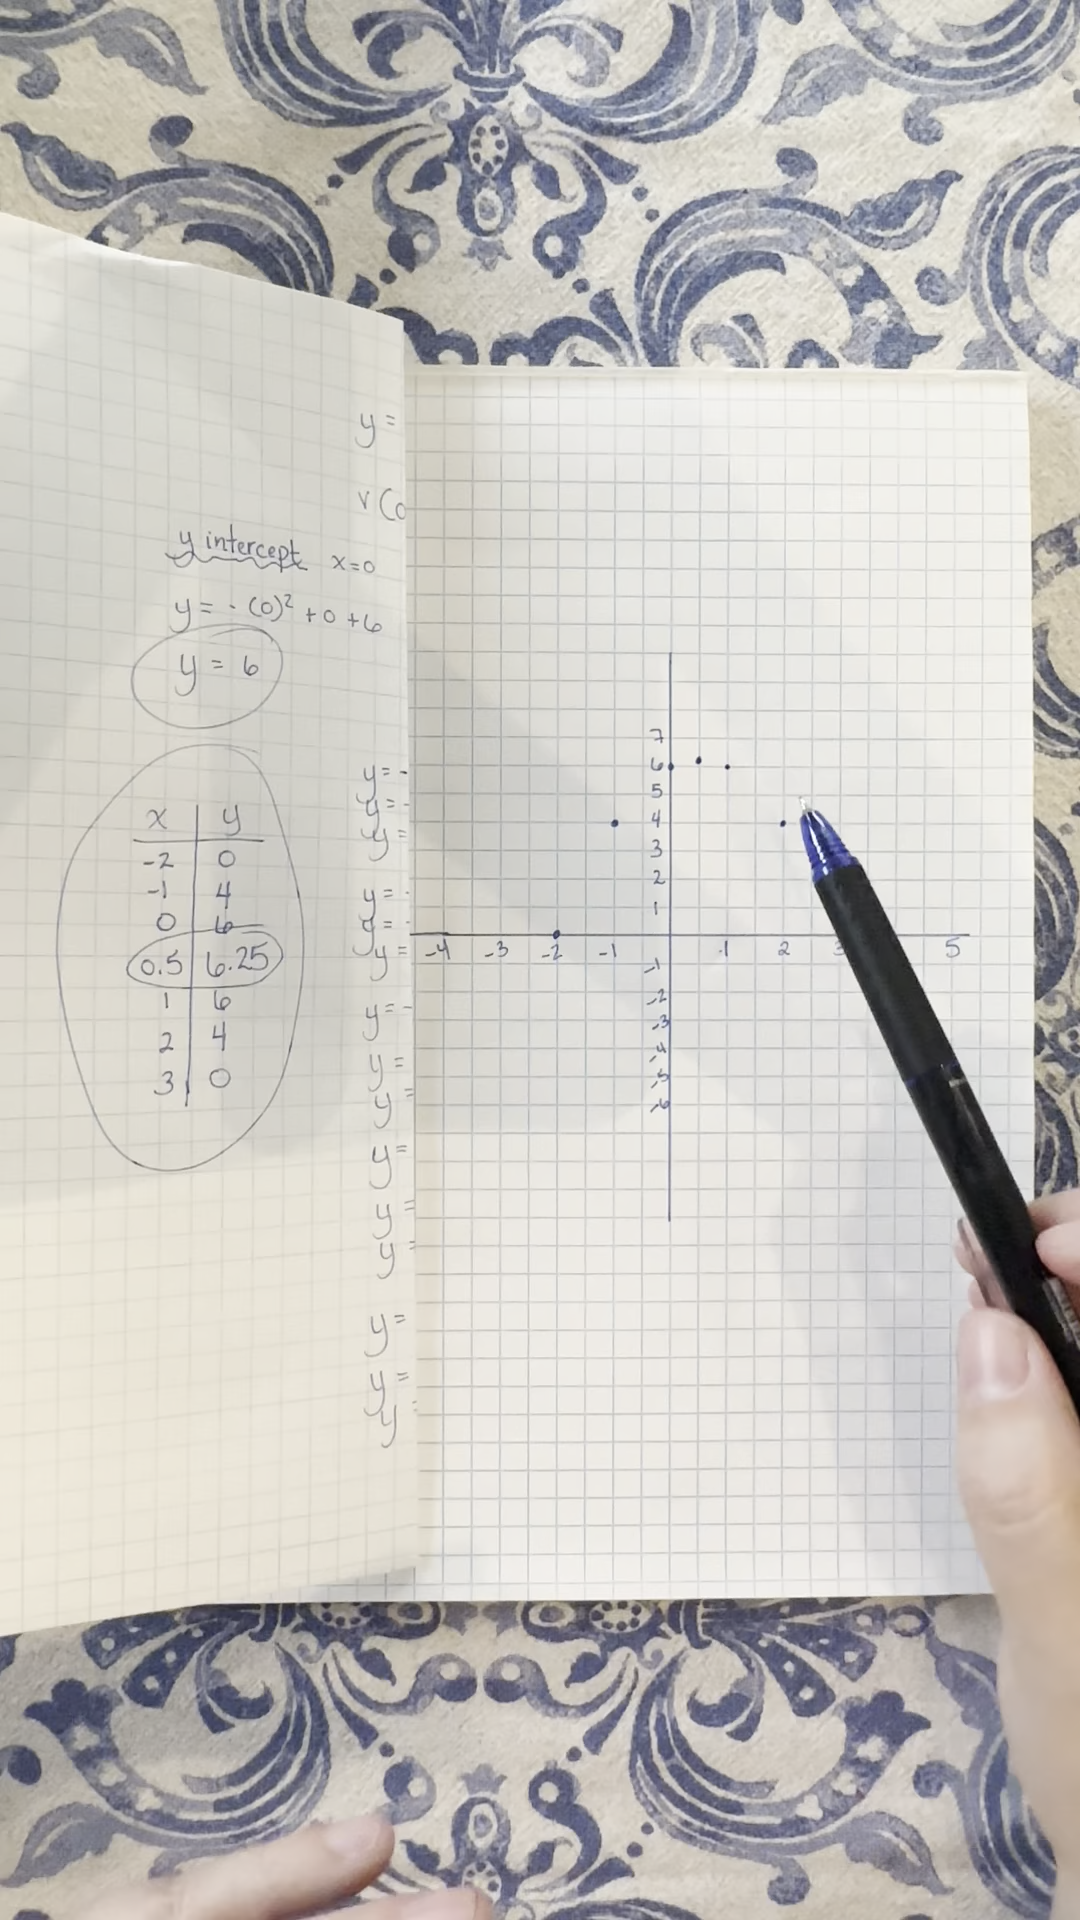 y =
v (
y intercept x=0
y = - (0)² + 0 + 6
y = 6
x y
-2 0
-1 4
0 6
0.5 6.25
1 6
2 4
3 0
y = -
y = -
y =
y = -
y = -
y =
y = -
y =
y =
y =
y =
y =
y =
y =
y
7
6
5
4
3
2
1
-4 -3 -2 -1 1 2 3 5
-1
-2
-3
-4
-5
-6